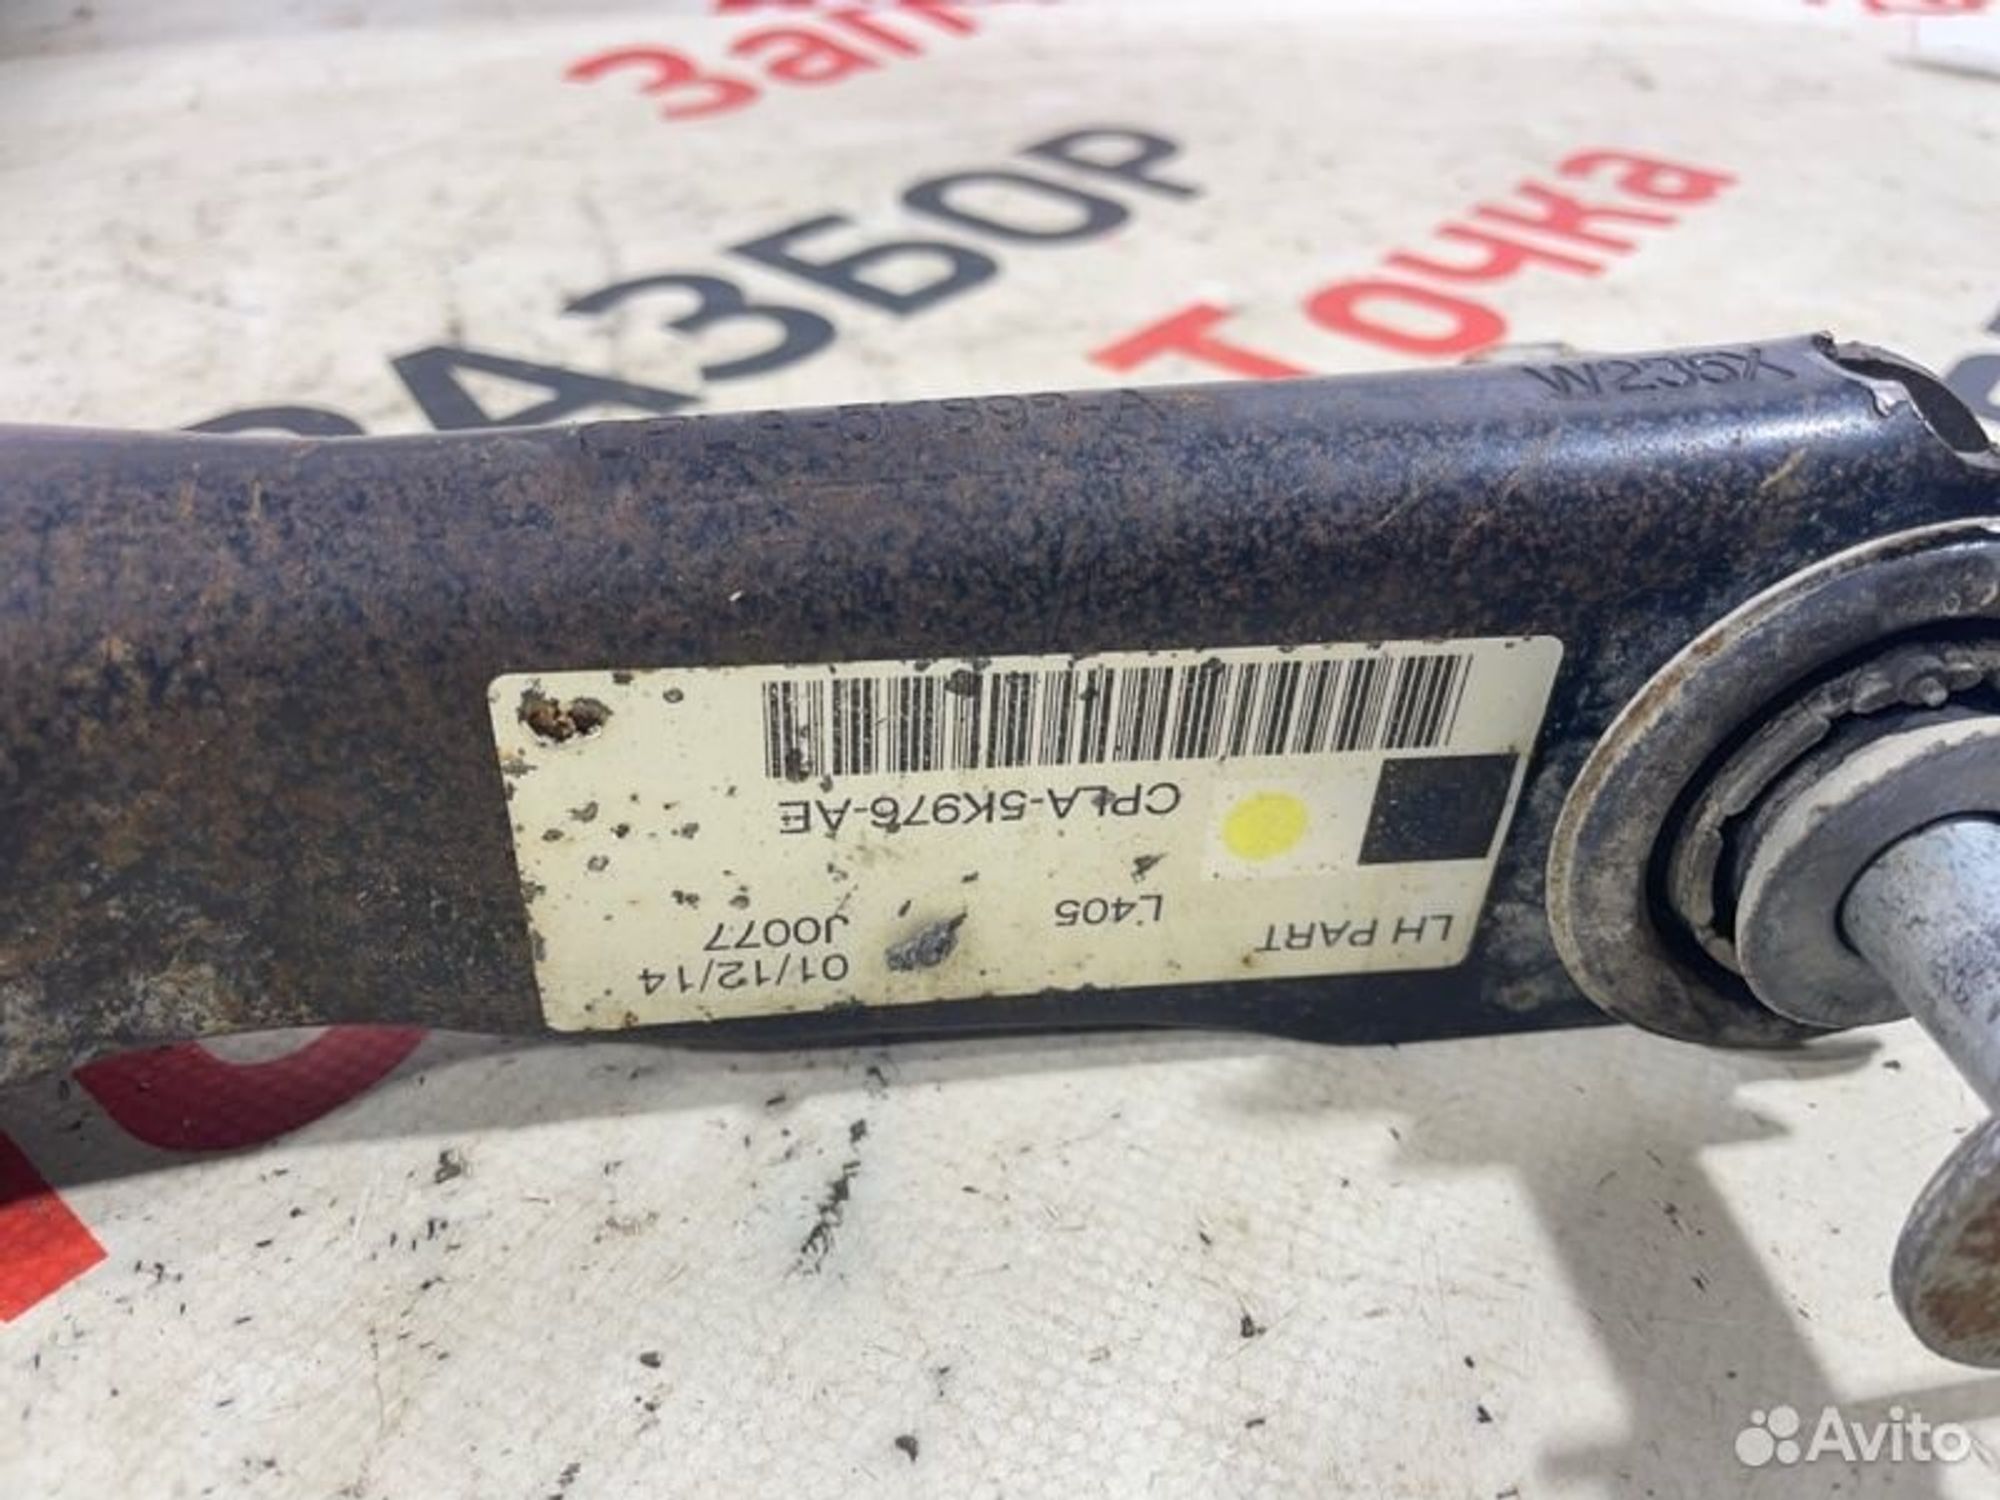 РАЗБОР
Точка
W236X
LH PART
01/12/14
L405
J0077
CPLA-5K976-AE
Avito